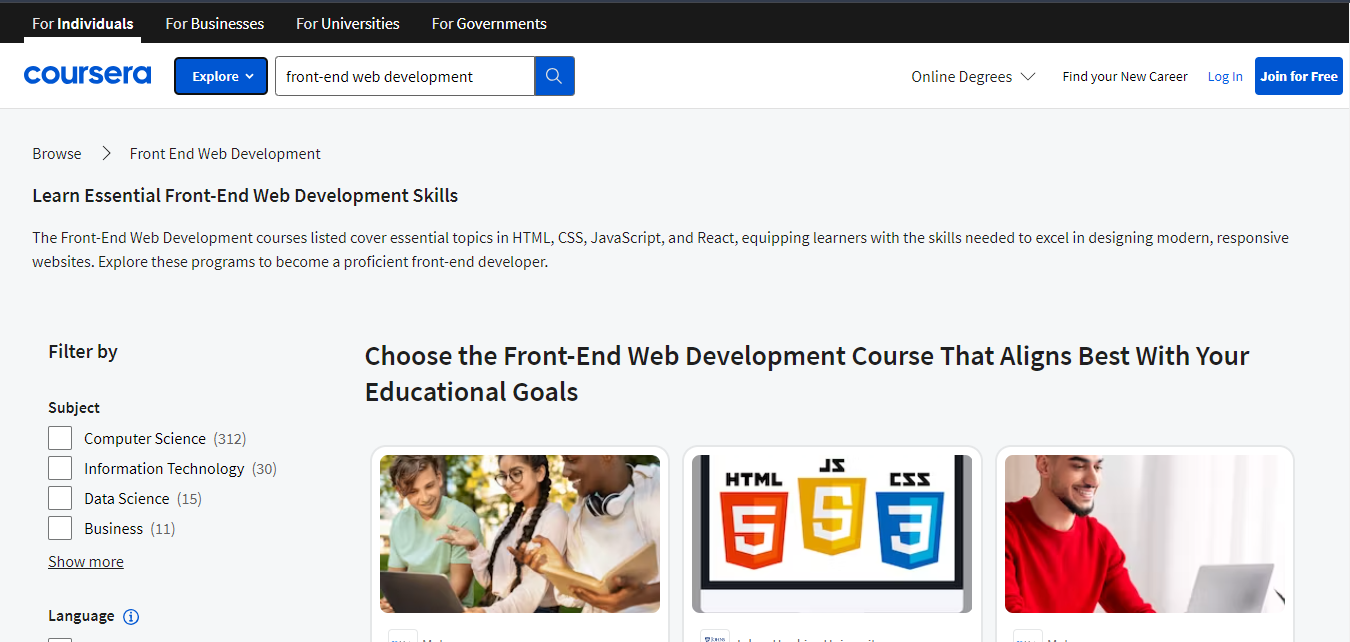 For Individuals
For Businesses
For Universities
For Governments
coursera
Explore
front-end web development
Online Degrees
Find your New Career
Log In
Join for Free
Browse
Front End Web Development
Learn Essential Front-End Web Development Skills
The Front-End Web Development courses listed cover essential topics in HTML, CSS, JavaScript, and React, equipping learners with the skills needed to excel in designing modern, responsive
websites. Explore these programs to become a proficient front-end developer.
Filter by
Choose the Front-End Web Development Course That Aligns Best With Your
Educational Goals
Subject
Computer Science (312)
Information Technology (30)
Data Science (15)
Business (11)
Show more
HTML
JS
CSS
5
5
3
Language